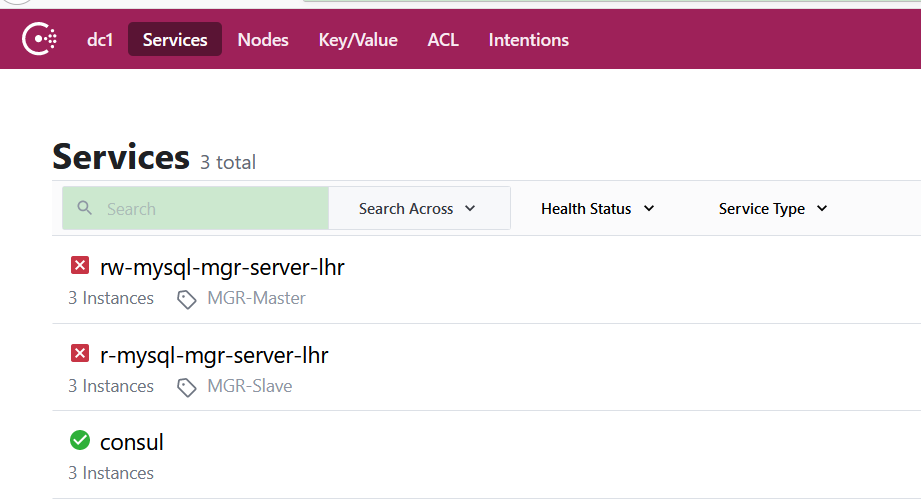 dc1 Services Nodes Key/Value ACL Intentions
Services 3 total
Search Search Across Health Status Service Type
rw-mysql-mgr-server-lhr
3 Instances MGR-Master
r-mysql-mgr-server-lhr
3 Instances MGR-Slave
consul
3 Instances